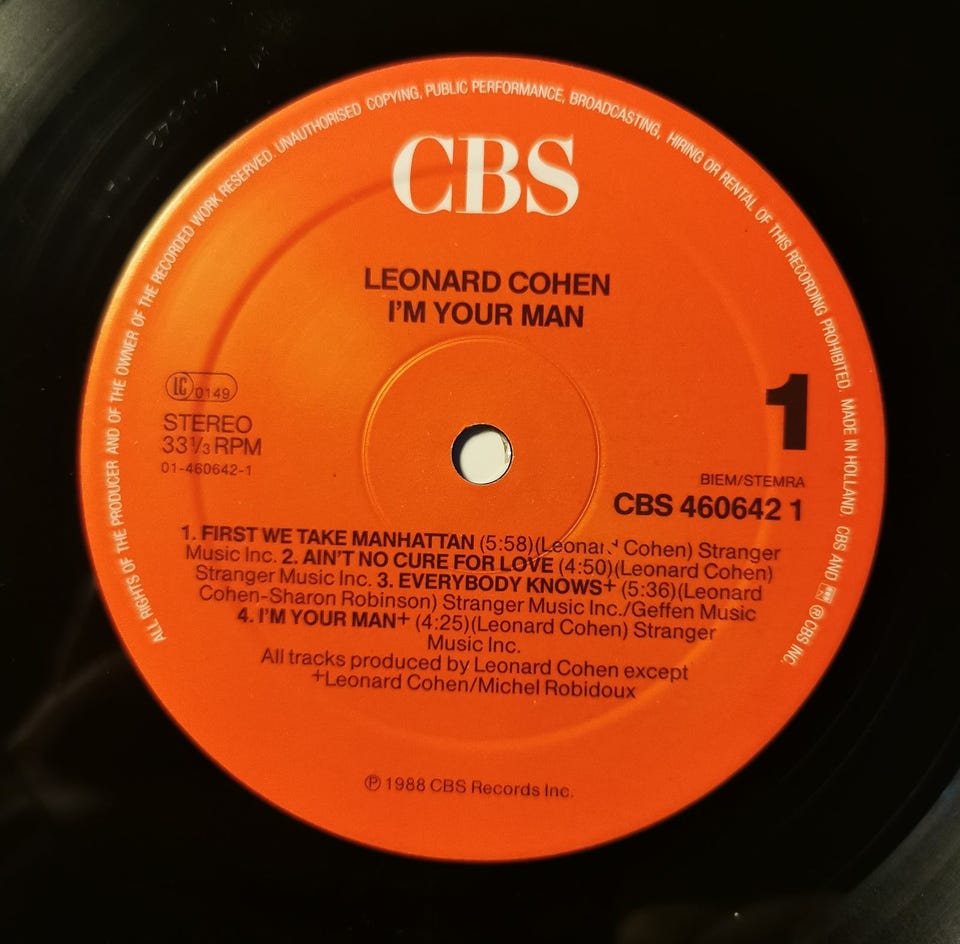 ALL RIGHTS OF THE PRODUCER AND OF THE OWNER OF THE RECORDED WORK RESERVED. UNAUTHORISED COPYING, PUBLIC PERFORMANCE, BROADCASTING, HIRING OR RENTAL OF THIS RECORDING PROHIBITED. MADE IN HOLLAND. CBS AND ℗ CBS INC.
CBS
LEONARD COHEN
I'M YOUR MAN
LC 0149
STEREO
33 1/3 RPM
01-460642-1
1
BIEM/STEMRA
CBS 460642 1
1. FIRST WE TAKE MANHATTAN (5:58)(Leonard Cohen) Stranger
Music Inc. 2. AIN'T NO CURE FOR LOVE (4:50)(Leonard Cohen)
Stranger Music Inc. 3. EVERYBODY KNOWS+ (5:36)(Leonard
Cohen-Sharon Robinson) Stranger Music Inc./Geffen Music
4. I'M YOUR MAN+ (4:25)(Leonard Cohen) Stranger
Music Inc.
All tracks produced by Leonard Cohen except
+Leonard Cohen/Michel Robidoux
℗ 1988 CBS Records Inc.